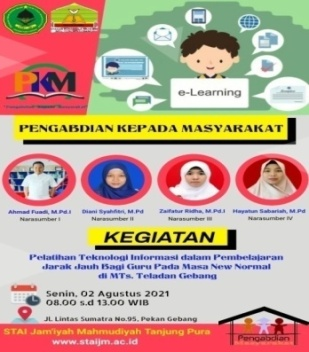 e-Learning
PKM
PENGABDIAN KEPADA MASYARAKAT
Ahmad Fuadi, M.Pd.I
Narasumber I
Diani Syahfitri, M.Pd
Narasumber II
Zaifatur Ridha, M.Pd.I
Narasumber III
Hayatun Sabariah, M.Pd
Narasumber IV
KEGIATAN
Pelatihan Teknologi Informasi dalam Pembelajaran
Jarak Jauh Bagi Guru Pada Masa New Normal
di MTs. Teladan Gebang
Senin, 02 Agustus 2021
08.00 s.d 13.00 WIB
JL. Lintas Sumatra No.95, Pekan Gebang
STAI Jam'iyah Mahmudiyah Tanjung Pura
www.staijm.ac.id
Pengabdian